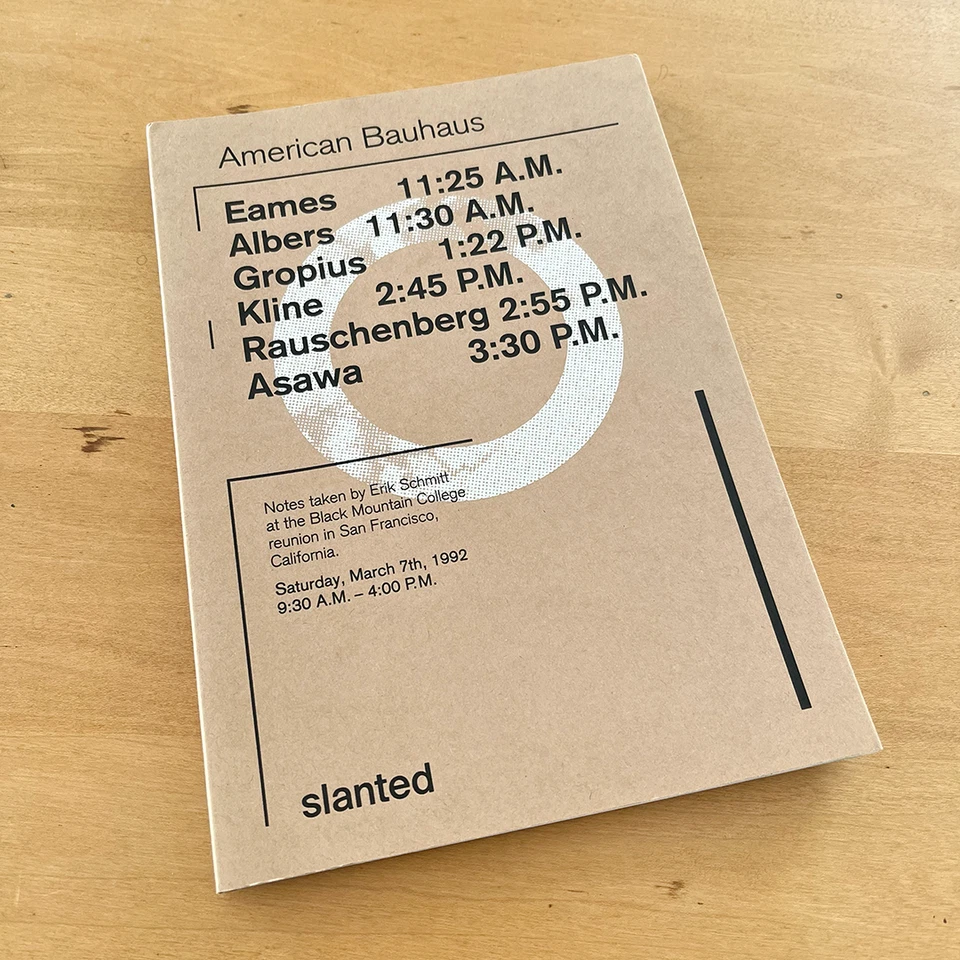 American Bauhaus
Eames 11:25 A.M.
Albers 11:30 A.M.
Gropius 1:22 P.M.
Kline 2:45 P.M.
Rauschenberg 2:55 P.M.
Asawa 3:30 P.M.
Notes taken by Erik Schmitt
at the Black Mountain College
reunion in San Francisco,
California.
Saturday, March 7th, 1992
9:30 A.M. – 4:00 P.M.
slanted